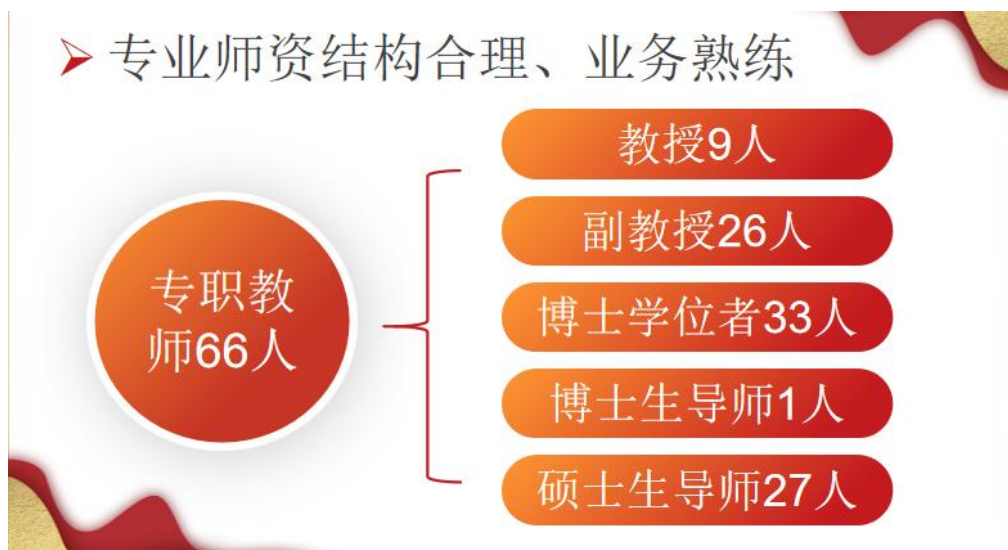 专业师资结构合理、业务熟练
专职教
师66人
教授9人
副教授26人
博士学位者33人
博士生导师1人
硕士生导师27人